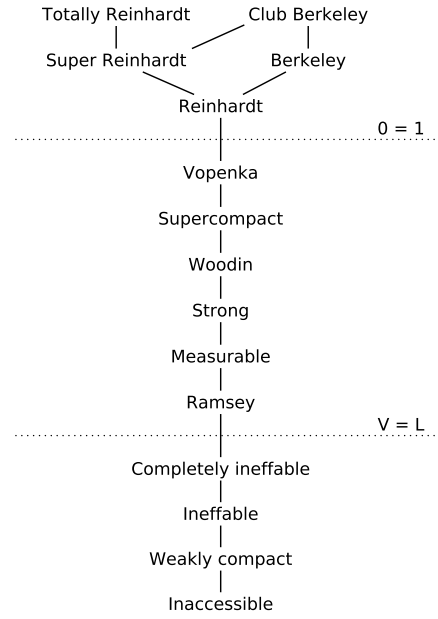 Totally Reinhardt Club Berkeley
Super Reinhardt Berkeley
Reinhardt
0 = 1
Vopenka
Supercompact
Woodin
Strong
Measurable
Ramsey
V = L
Completely ineffable
Ineffable
Weakly compact
Inaccessible